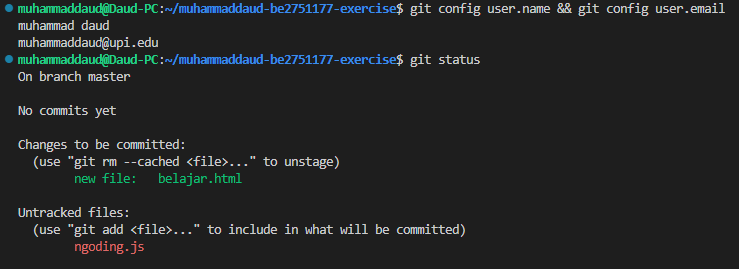 muhammaddaud@Daud-PC:~/muhammaddaud-be2751177-exercise$ git config user.name && git config user.email
muhammad daud
muhammaddaud@upi.edu
muhammaddaud@Daud-PC:~/muhammaddaud-be2751177-exercise$ git status
On branch master

No commits yet

Changes to be committed:
  (use "git rm --cached <file>..." to unstage)
        new file:   belajar.html

Untracked files:
  (use "git add <file>..." to include in what will be committed)
        ngoding.js